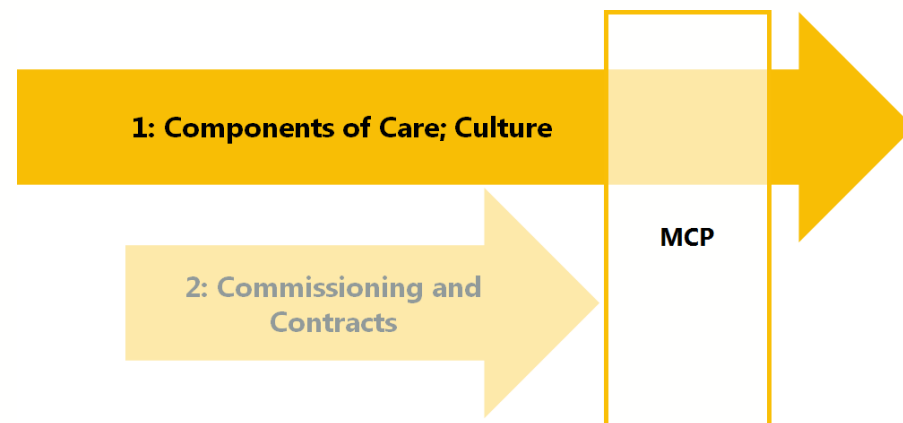 1: Components of Care; Culture
MCP
2: Commissioning and
Contracts